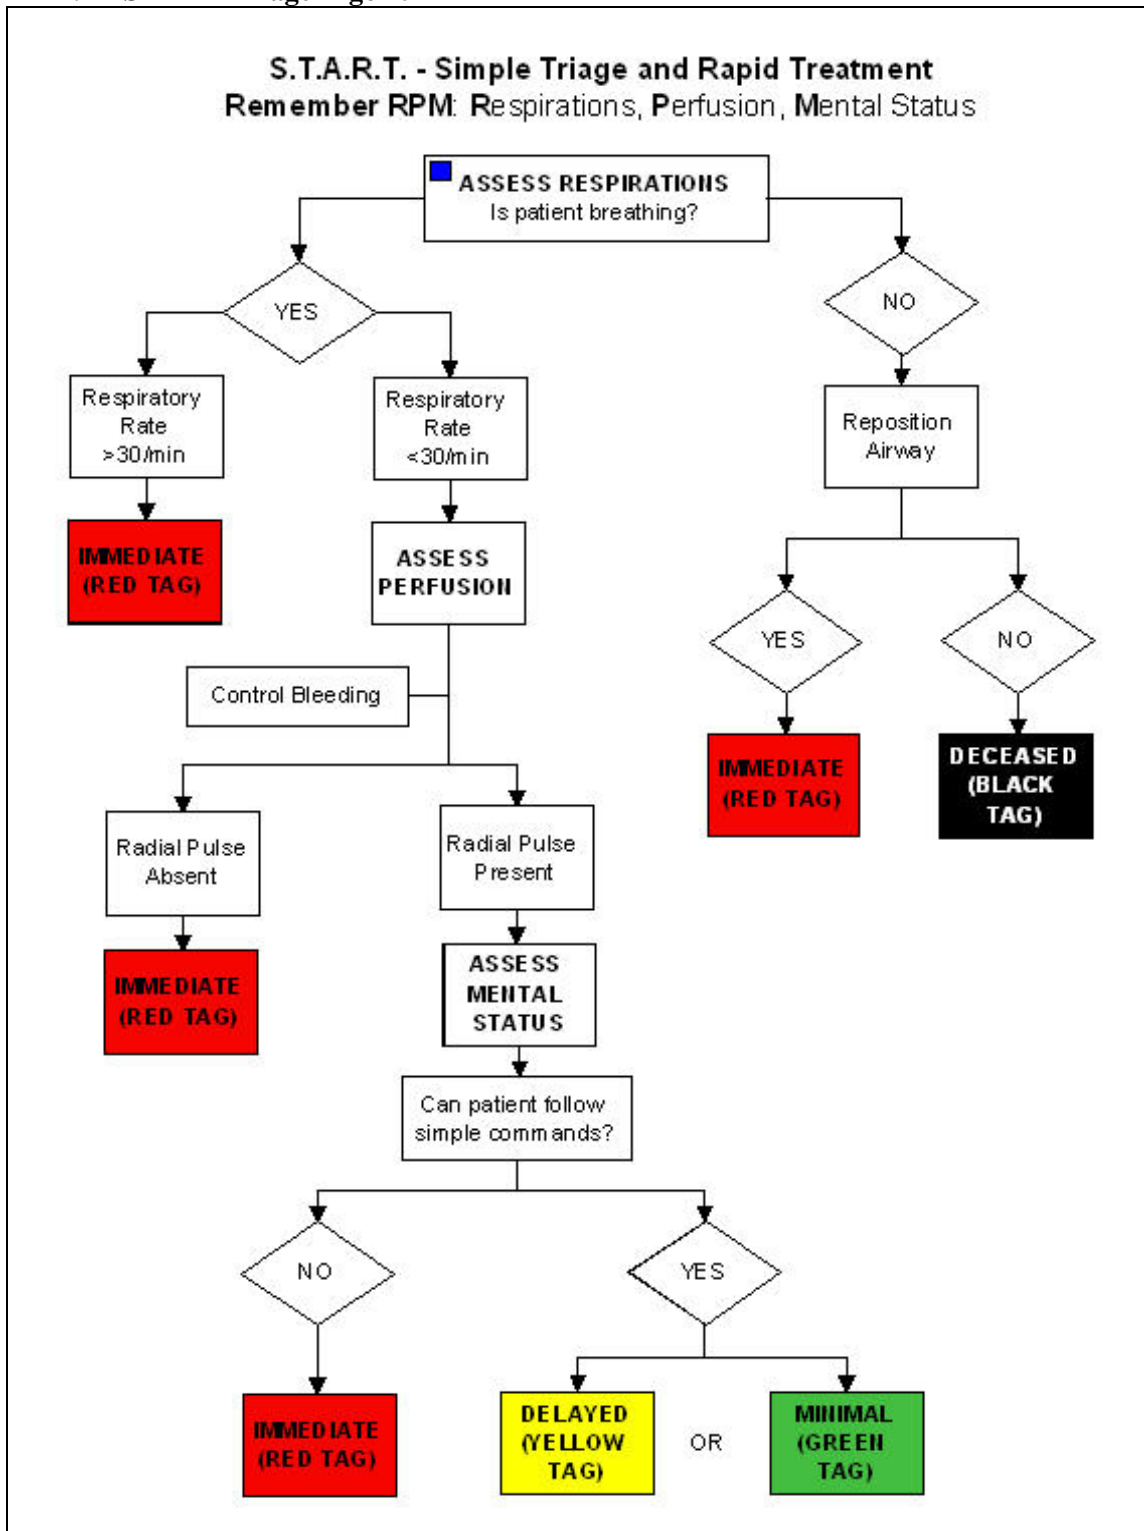 S.T.A.R.T. - Simple Triage and Rapid Treatment
Remember RPM: Respirations, Perfusion, Mental Status
ASSESS RESPIRATIONS
Is patient breathing?
YES
NO
Respiratory
Rate
>30/min
Respiratory
Rate
<30/min
Reposition
Airway
IMMEDIATE
(RED TAG)
ASSESS
PERFUSION
YES
NO
Control Bleeding
IMMEDIATE
(RED TAG)
DECEASED
(BLACK
TAG)
Radial Pulse
Absent
Radial Pulse
Present
IMMEDIATE
(RED TAG)
ASSESS
MENTAL
STATUS
Can patient follow
simple commands?
NO
YES
IMMEDIATE
(RED TAG)
DELAYED
(YELLOW
TAG)
OR
MINIMAL
(GREEN
TAG)